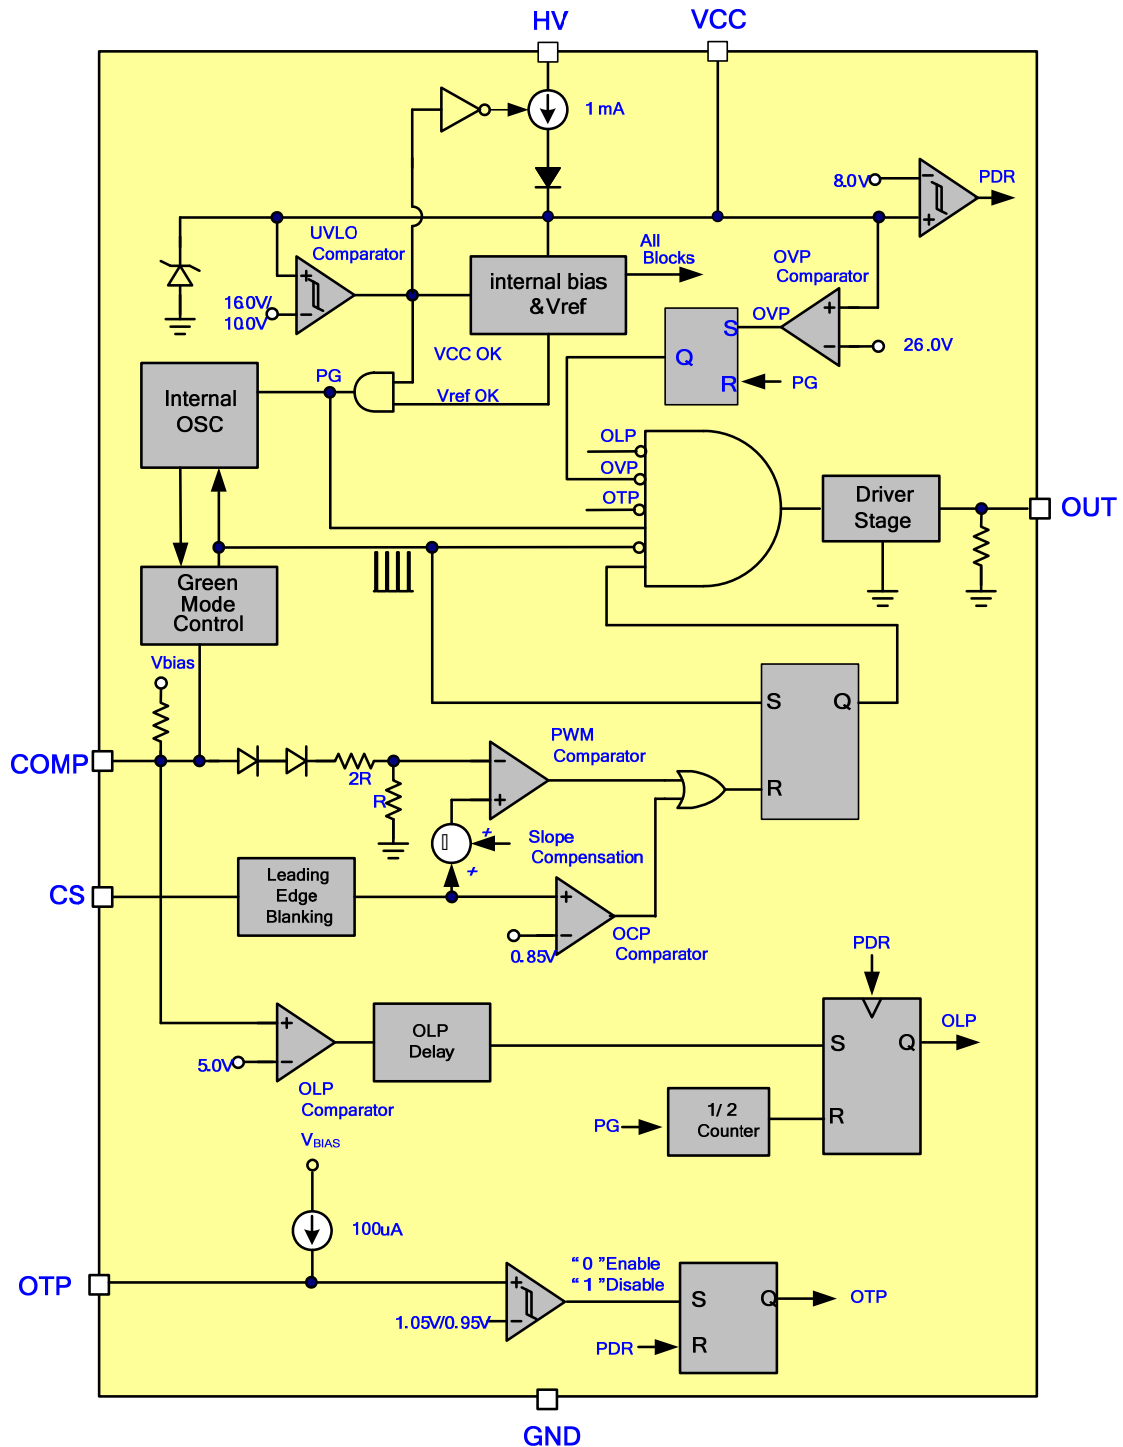 HV
VCC
1mA
8.0V
PDR
UVLO
Comparator
16.0V/
10.0V
internal bias
&Vref
All
Blocks
OVP
Comparator
OVP
S
Q
R
PG
26.0V
VCC OK
Vref OK
PG
Internal
OSC
OLP
OVP
OTP
Driver
Stage
OUT
Green
Mode
Control
Vbias
S
Q
R
COMP
2R
R
PWM
Comparator
Slope
Compensation
CS
Leading
Edge
Blanking
0.85V
OCP
Comparator
PDR
OLP
Delay
S
Q
R
OLP
5.0V
OLP
Comparator
PG
1/2
Counter
VBIAS
100uA
OTP
"0"Enable
"1"Disable
1.05V/0.95V
S
Q
R
OTP
PDR
GND